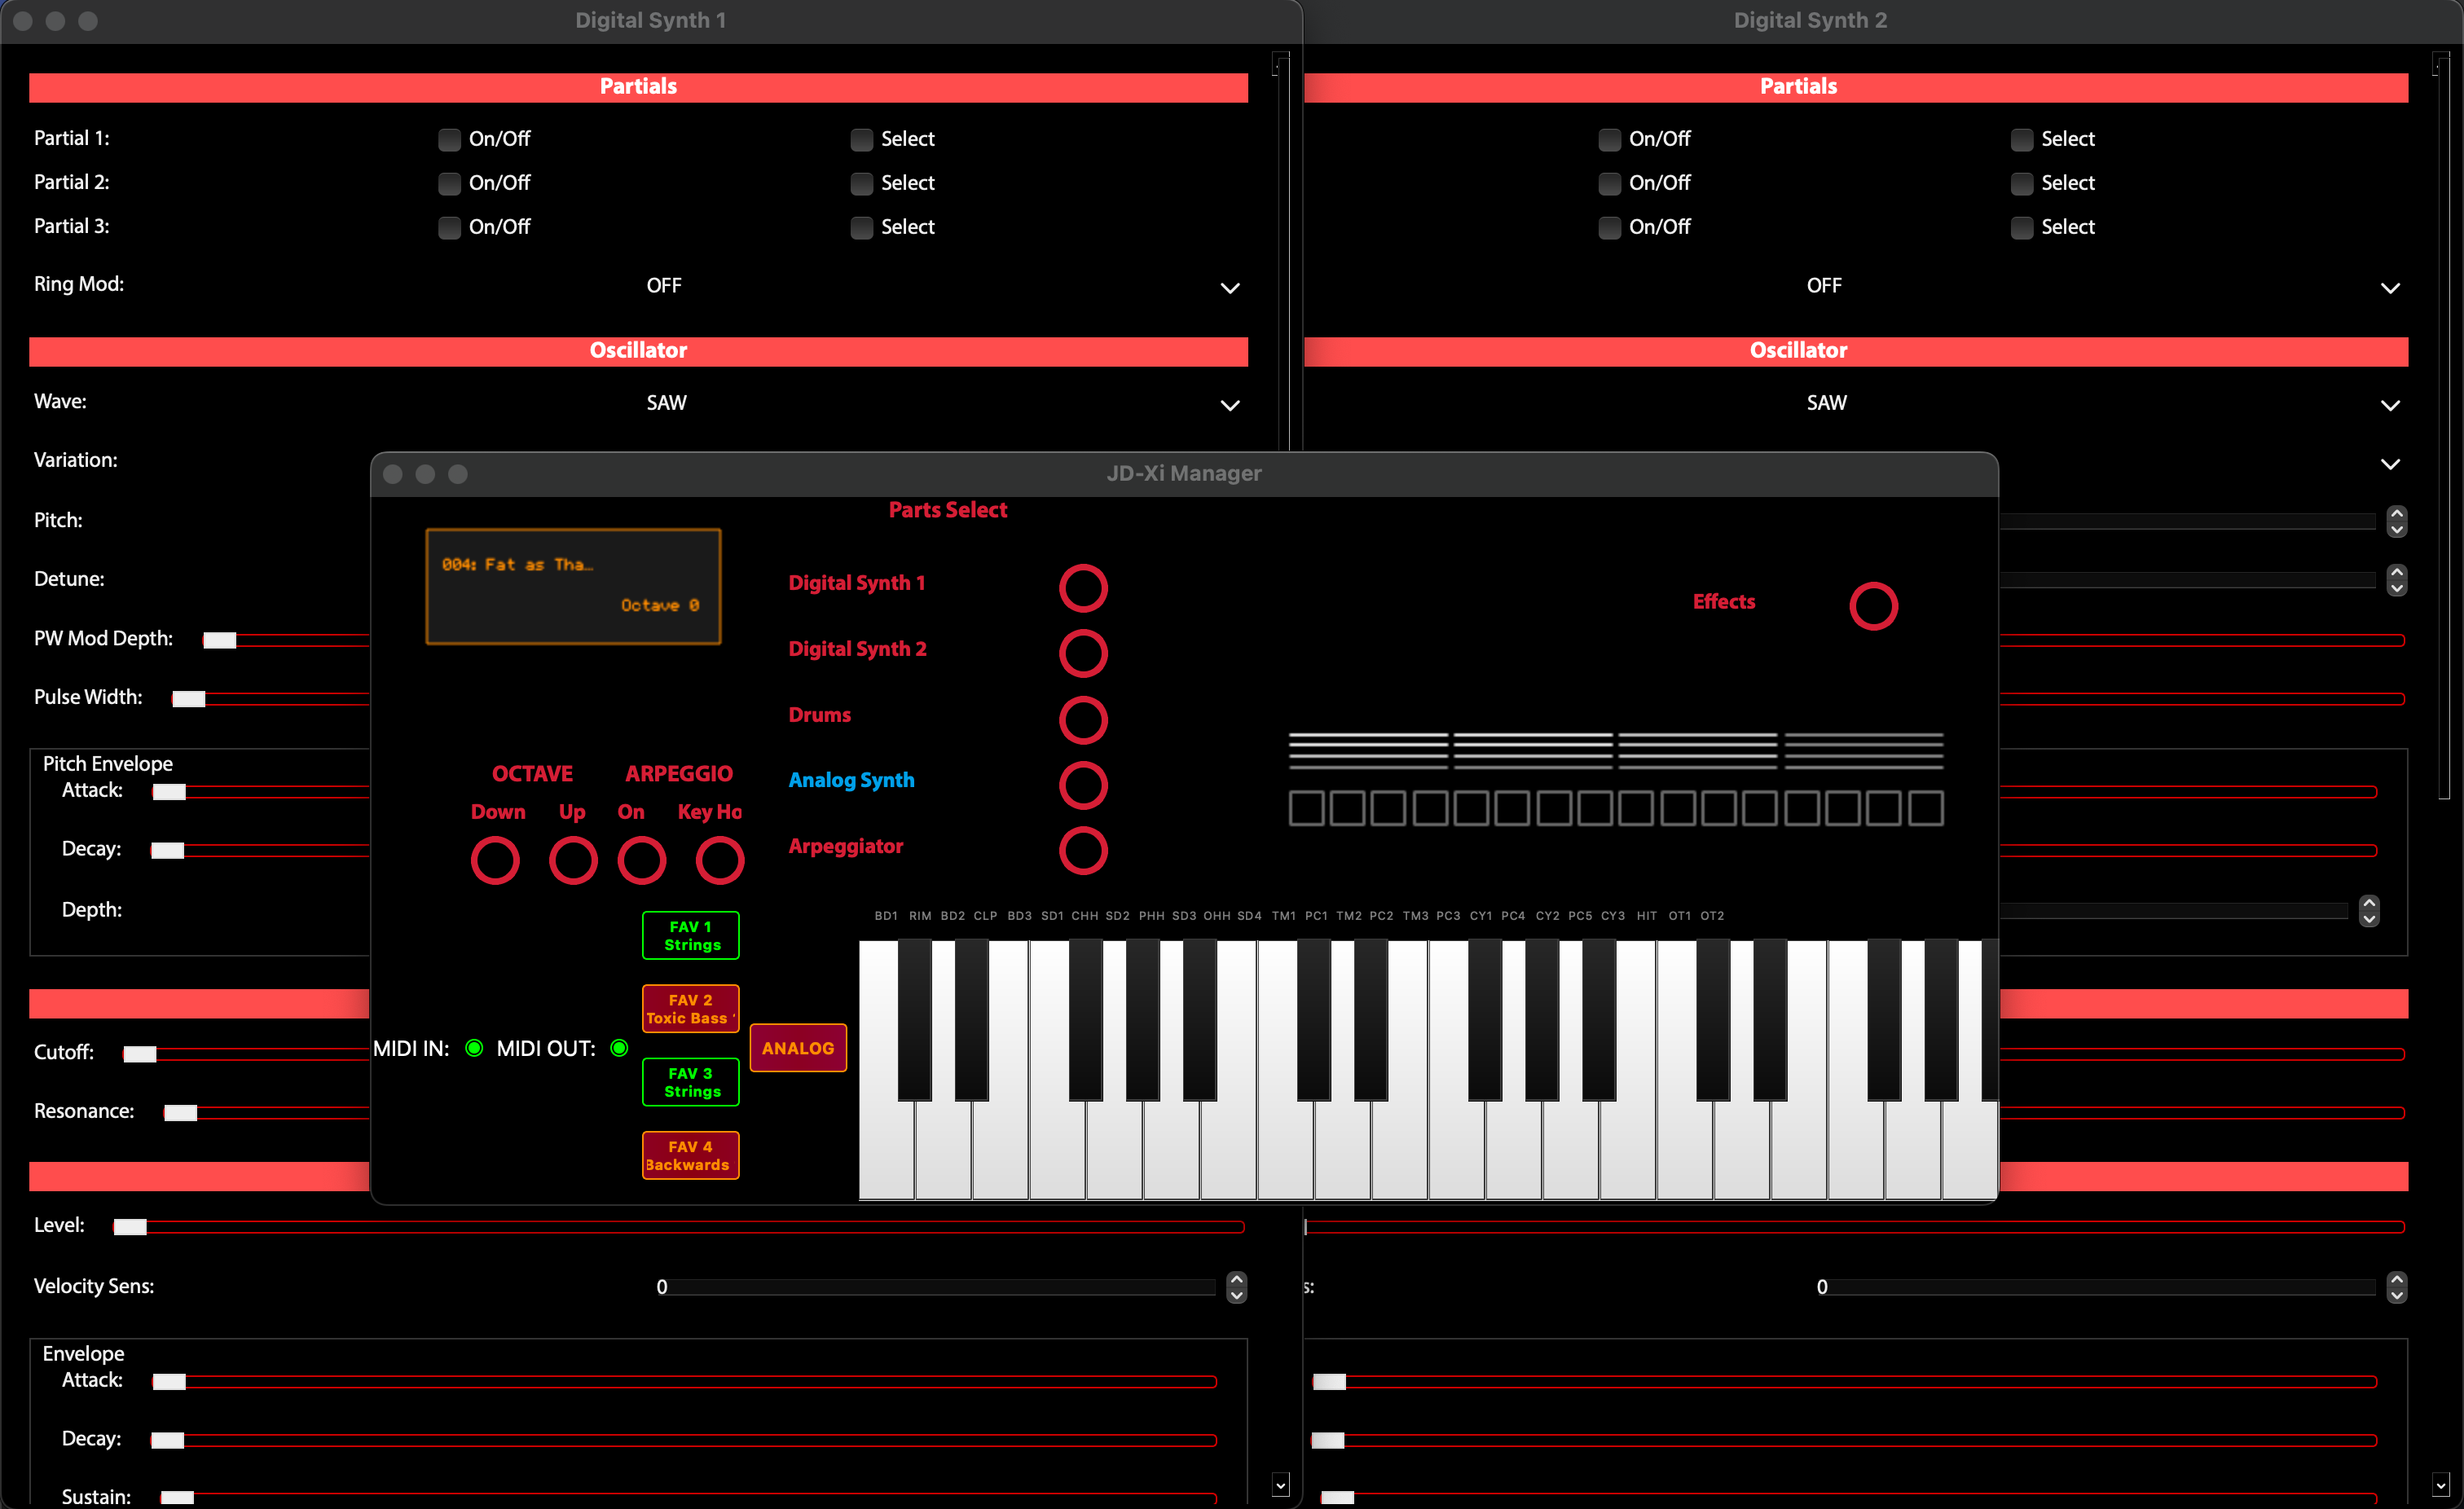 Digital Synth 1
Partials
Partial 1:
On/Off
Select
Partial 2:
On/Off
Select
Partial 3:
On/Off
Select
Ring Mod:
OFF
Oscillator
Wave:
SAW
Variation:
Pitch:
Detune:
PW Mod Depth:
Pulse Width:
Pitch Envelope
Attack:
Decay:
Depth:
Cutoff:
Resonance:
Level:
Velocity Sens:
0
Envelope
Attack:
Decay:
Sustain:
Digital Synth 2
Partials
On/Off
Select
On/Off
Select
On/Off
Select
OFF
Oscillator
SAW
s:
0
JD-Xi Manager
004: Fat as Tha…
Octave 0
Parts Select
Digital Synth 1
Digital Synth 2
Drums
Analog Synth
Arpeggiator
Effects
OCTAVE
ARPEGGIO
Down
Up
On
Key Ho
FAV 1
Strings
FAV 2
Toxic Bass
FAV 3
Strings
FAV 4
Backwards
MIDI IN:
MIDI OUT:
ANALOG
BD1 RIM BD2 CLP BD3 SD1 CHH SD2 PHH SD3 OHH SD4 TM1 PC1 TM2 PC2 TM3 PC3 CY1 PC4 CY2 PC5 CY3 HIT OT1 OT2